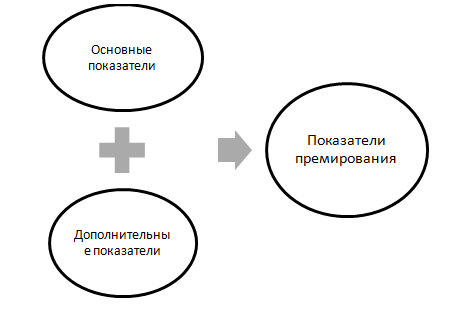 Основные
показатели
Показатели
премирования
Дополнительны
е показатели